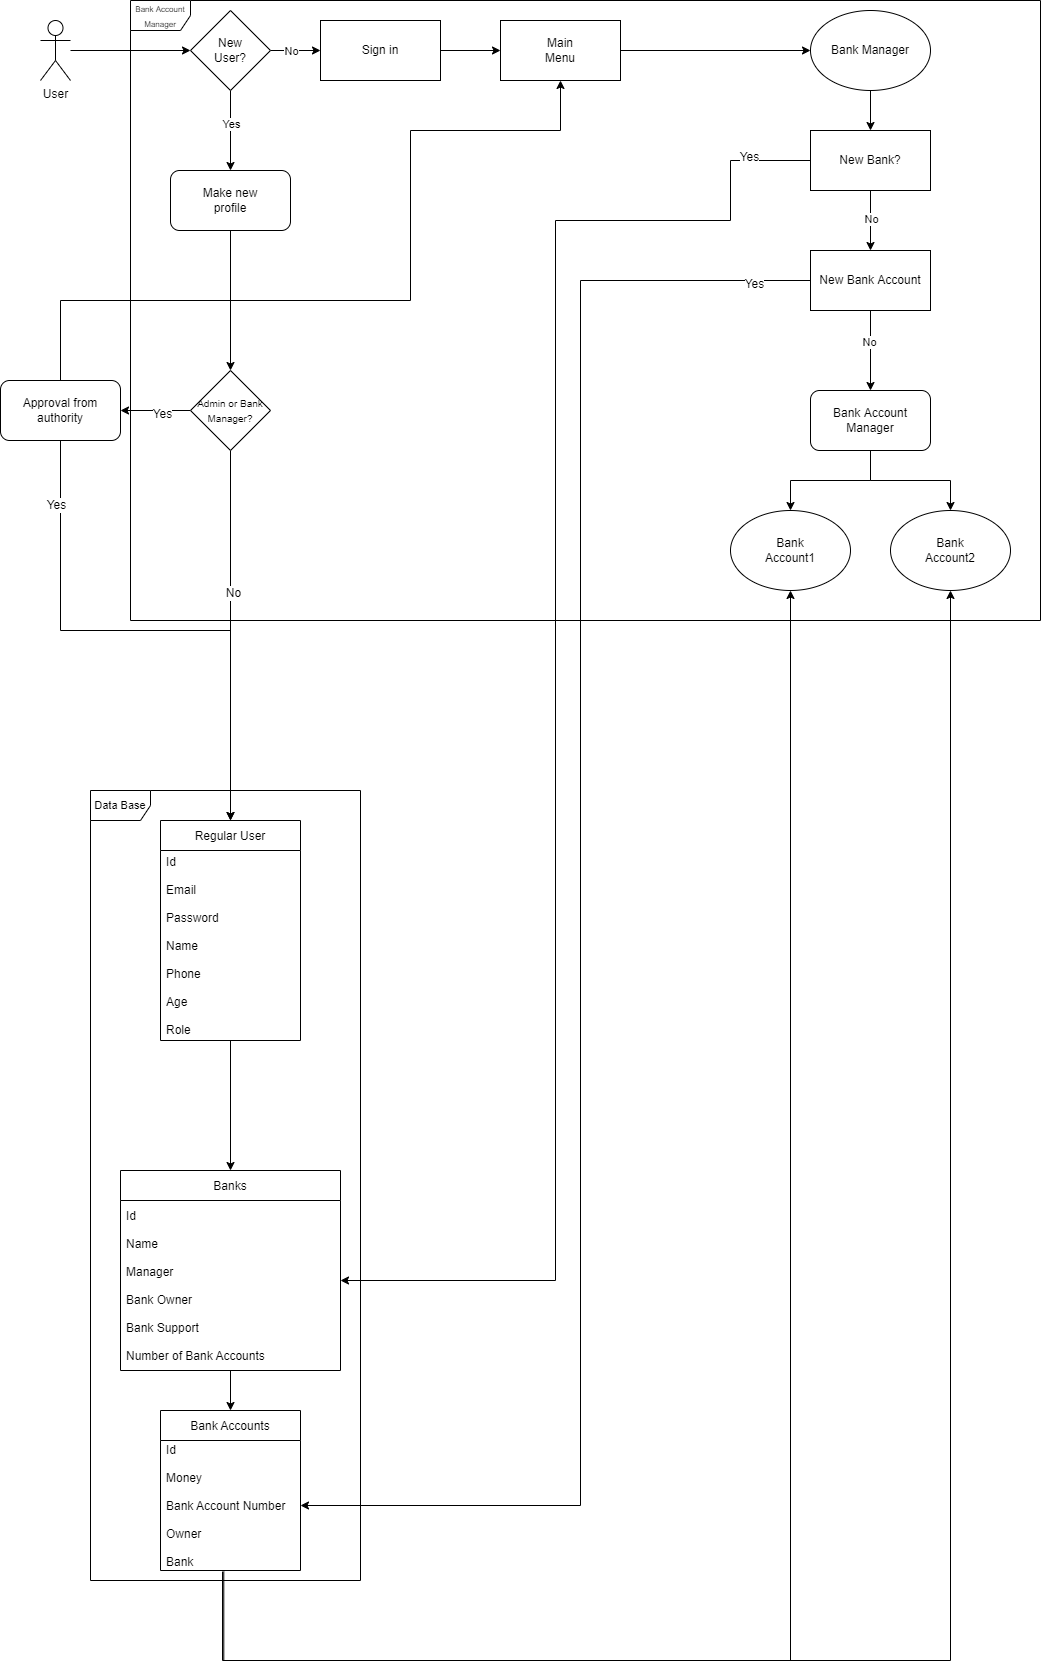 Bank Account
Manager
User
New
User?
No
Sign in
Main
Menu
Bank Manager
Yes
Make new
profile
Yes
New Bank?
No
New Bank Account
Yes
No
Approval from
authority
Yes
Admin or Bank
Manager?
Bank Account
Manager
Yes
No
Bank
Account1
Bank
Account2
Data Base
Regular User
Id
Email
Password
Name
Phone
Age
Role
Banks
Id
Name
Manager
Bank Owner
Bank Support
Number of Bank Accounts
Bank Accounts
Id
Money
Bank Account Number
Owner
Bank